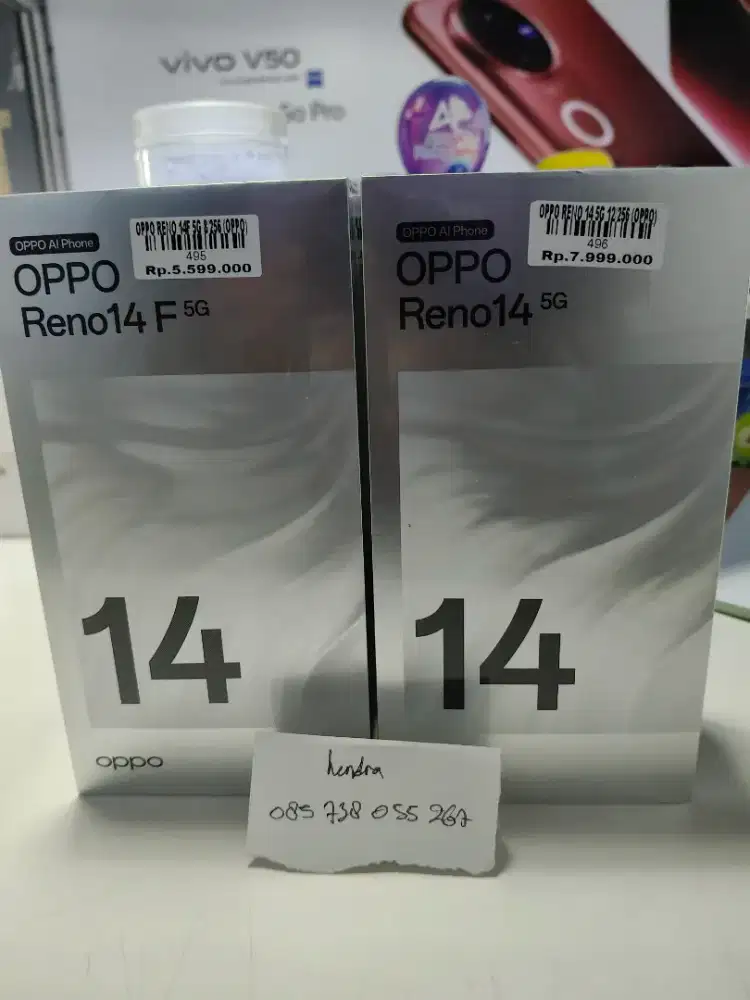 vivo V50
OPPO AI Phone
OPPO
Reno14 F 5G
OPPO RENO 14F 5G 8 256 (OPPO)
495
Rp.5.599.000
14
oppo
OPPO AI Phone
OPPO
Reno14 5G
OPPO RENO 14 5G 12 256 (OPPO)
496
Rp.7.999.000
14
hendra
085 738 055 267